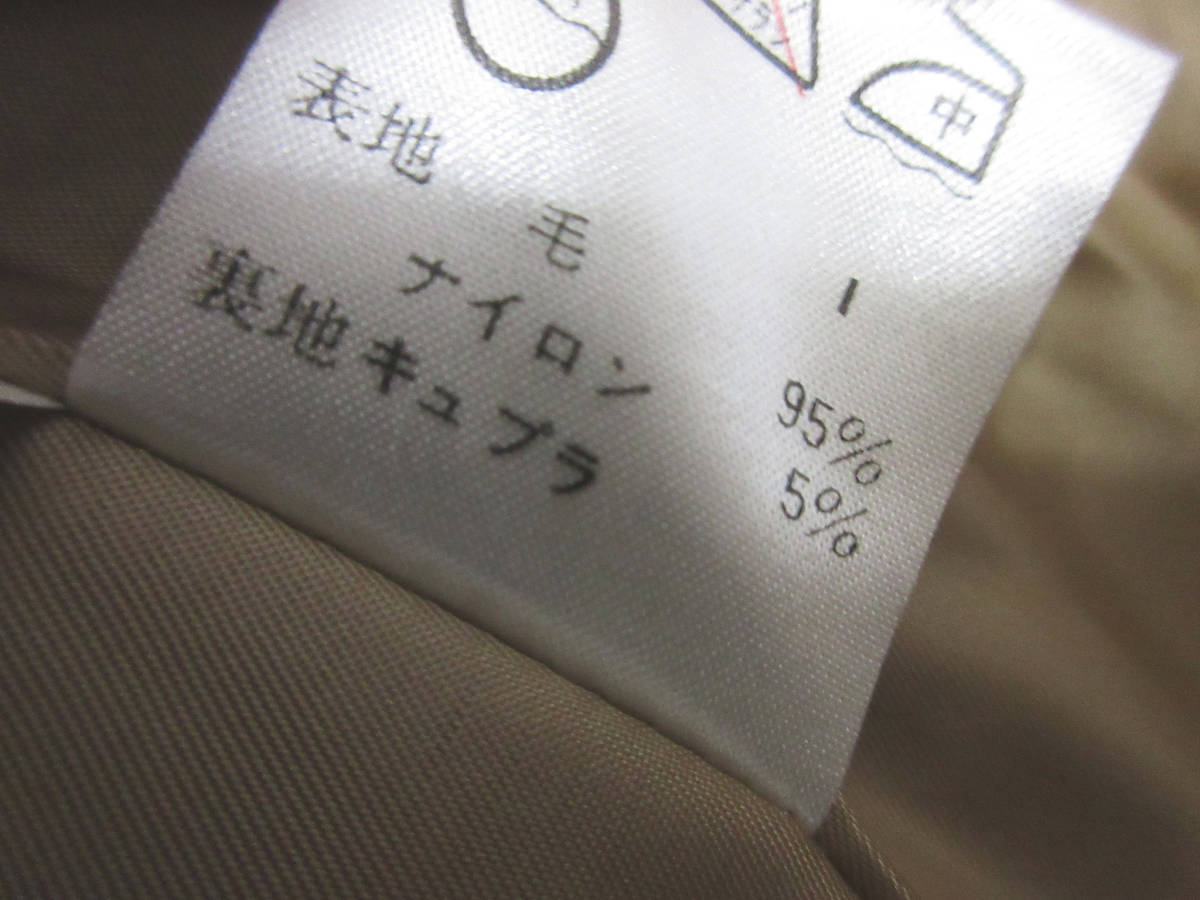 中
表地
毛 95%
ナイロン 5%
裏地 キュプラ